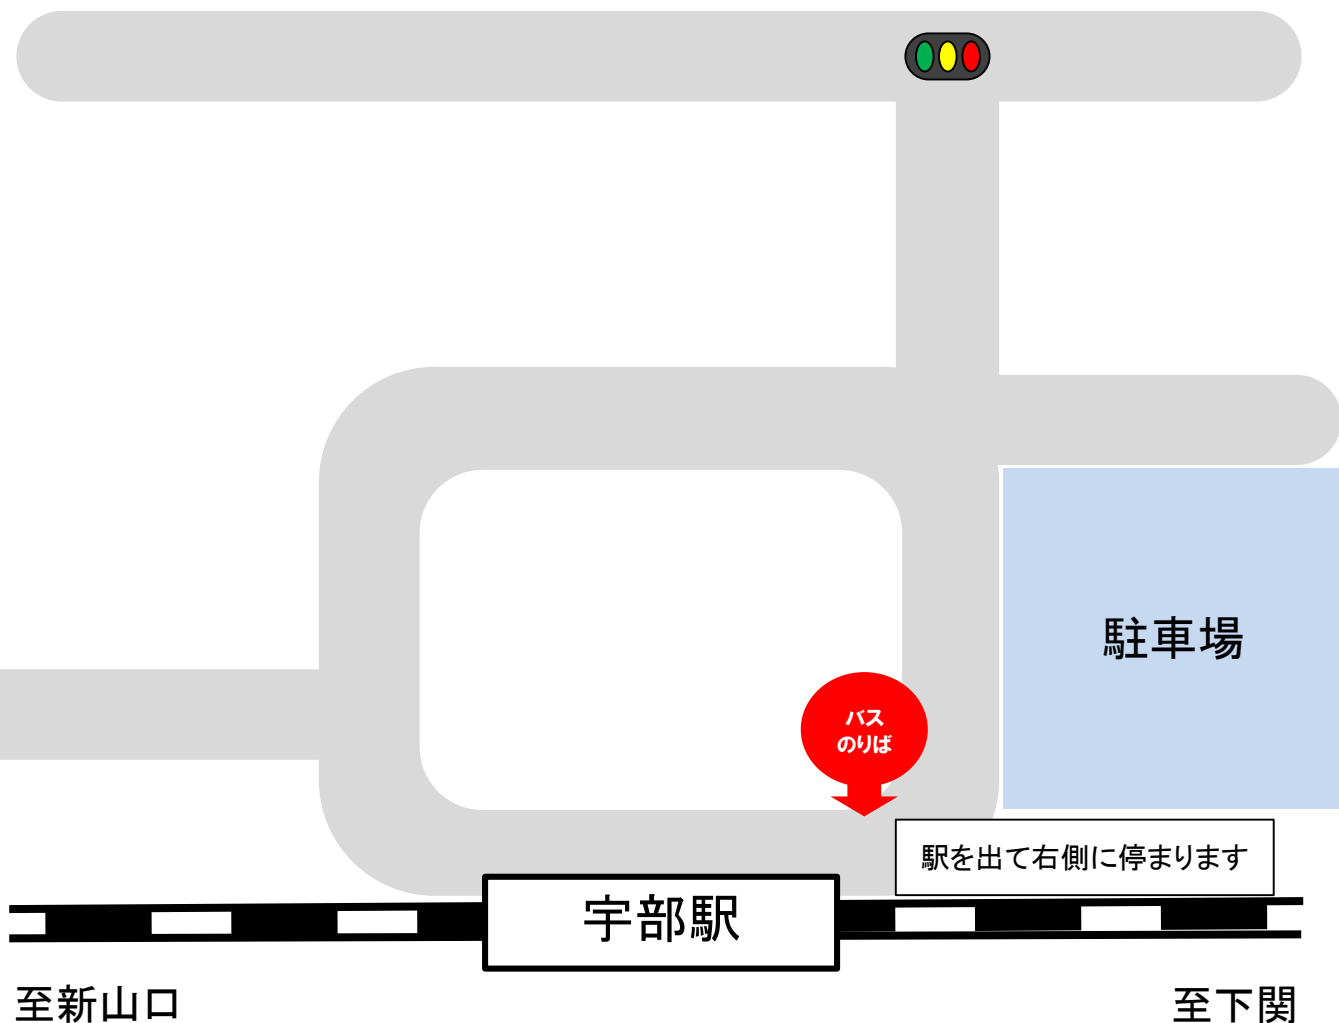 駐車場
バス
のりば
駅を出て右側に停まります
宇部駅
至新山口
至下関